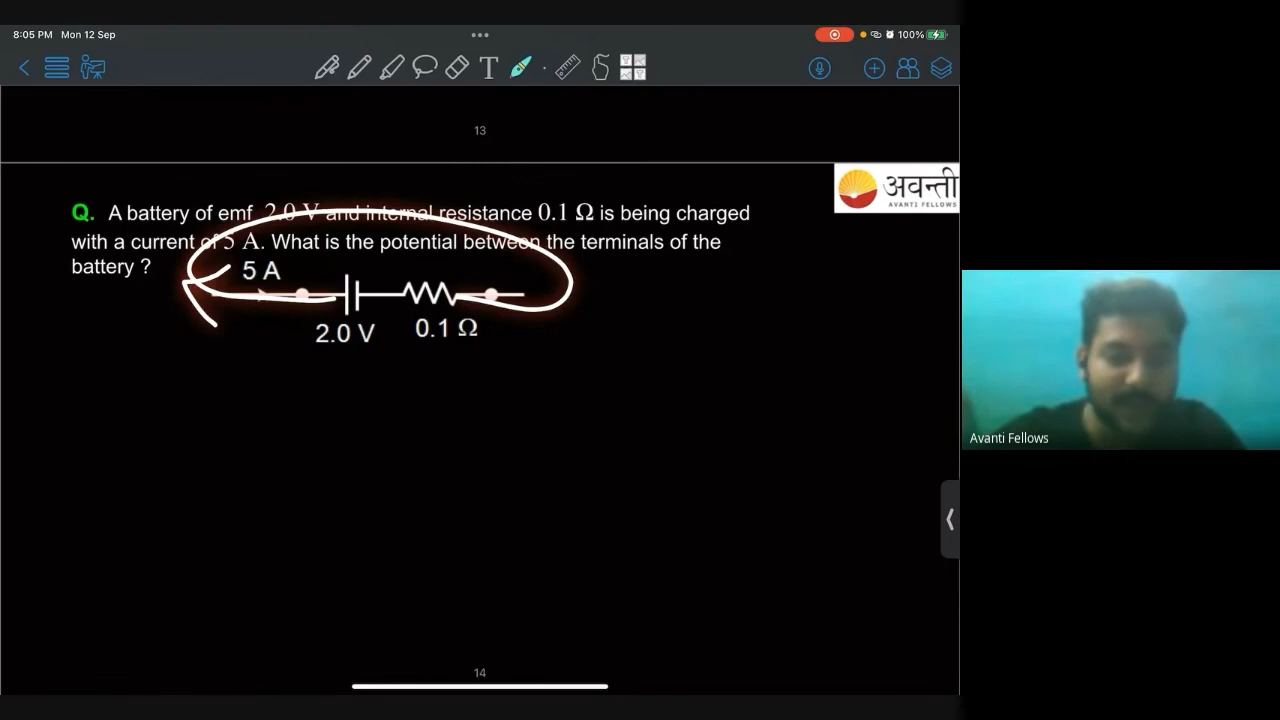 8:05 PM Mon 12 Sep
100%
T
13
अवन्ती
AVANTI FELLOWS
Q. A battery of emf 2.0 V and internal resistance 0.1 Ω is being charged
with a current of 5 A. What is the potential between the terminals of the
battery ?
5 A
2.0 V
0.1 Ω
Avanti Fellows
14